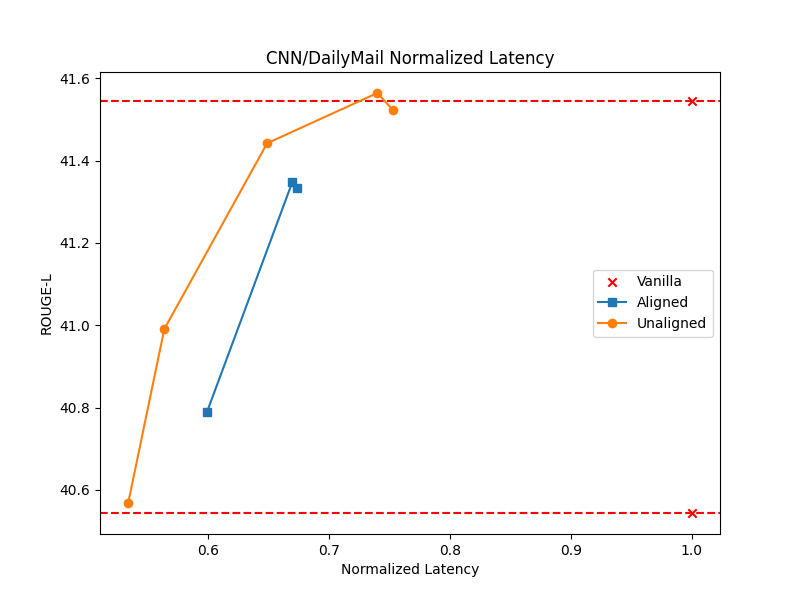 CNN/DailyMail Normalized Latency
41.6
41.4
41.2
41.0
40.8
40.6
ROUGE-L
Vanilla
Aligned
Unaligned
0.6 0.7 0.8 0.9 1.0
Normalized Latency